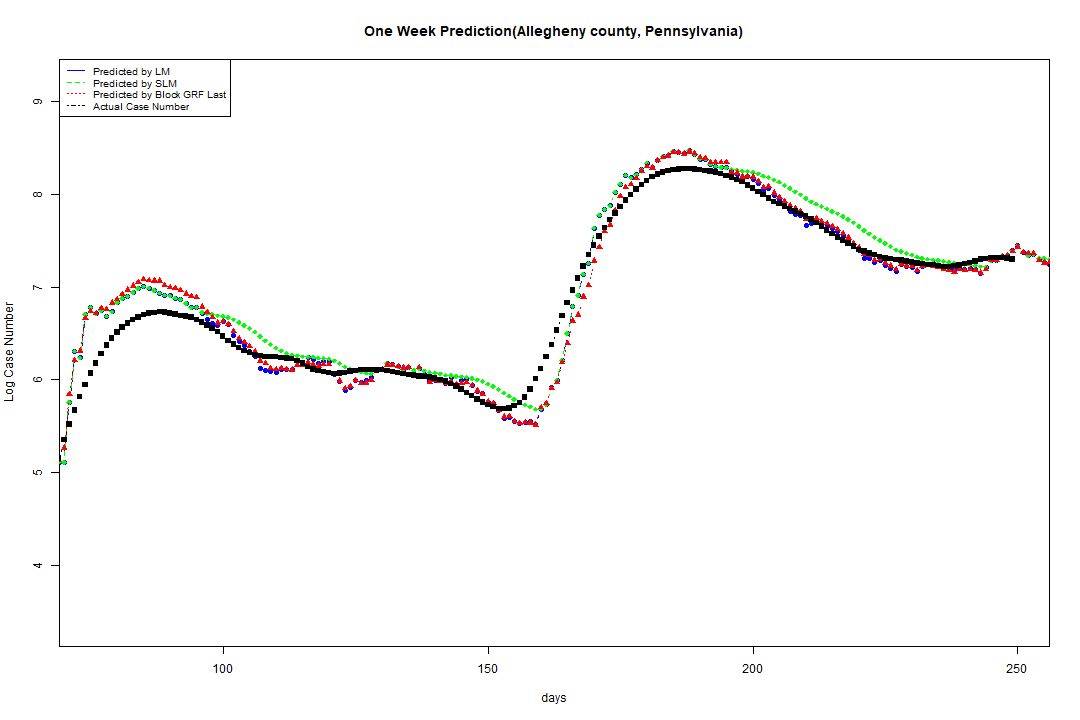 One Week Prediction(Allegheny county, Pennsylvania)
Predicted by LM
Predicted by SLM
Predicted by Block GRF Last
Actual Case Number
Log Case Number
9
8
7
6
5
4
100 150 200 250
days